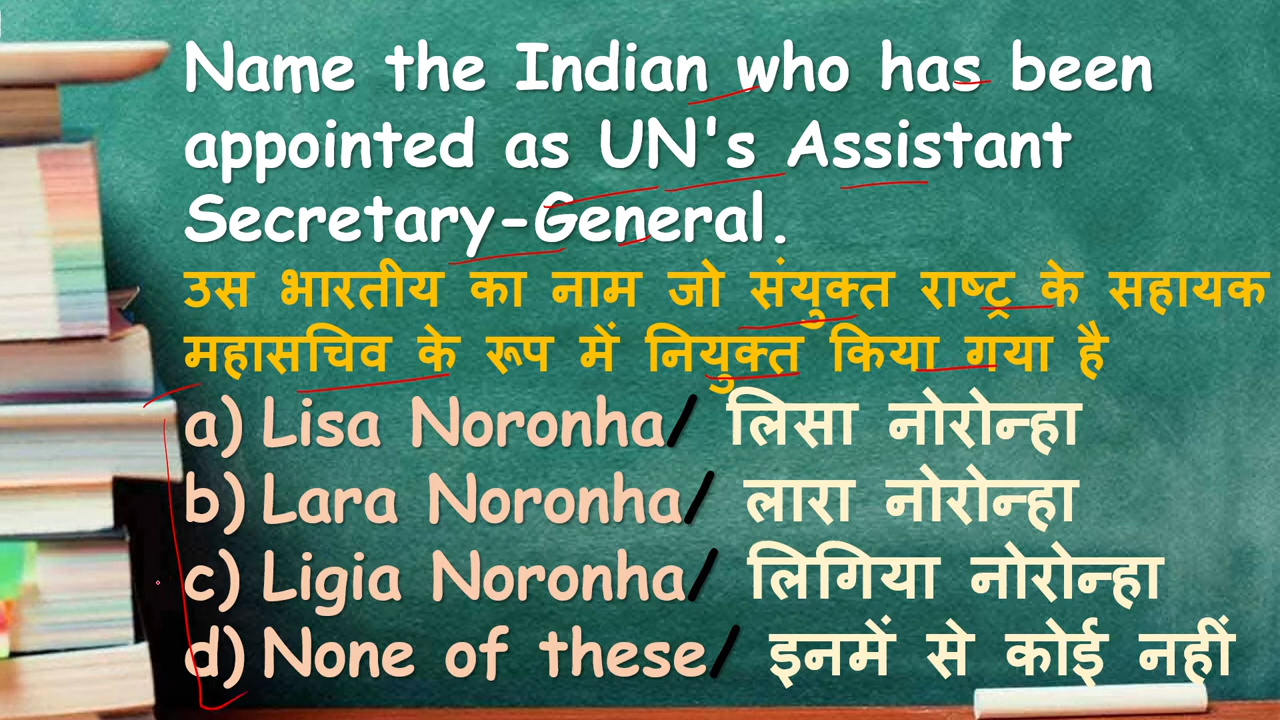 Name the Indian who has been
appointed as UN's Assistant
Secretary-General.
उस भारतीय का नाम जो संयुक्त राष्ट्र के सहायक
महासचिव के रूप में नियुक्त किया गया है
a) Lisa Noronha/ लिसा नोरोन्हा
b) Lara Noronha/ लारा नोरोन्हा
c) Ligia Noronha/ लिगिया नोरोन्हा
d) None of these/ इनमें से कोई नहीं